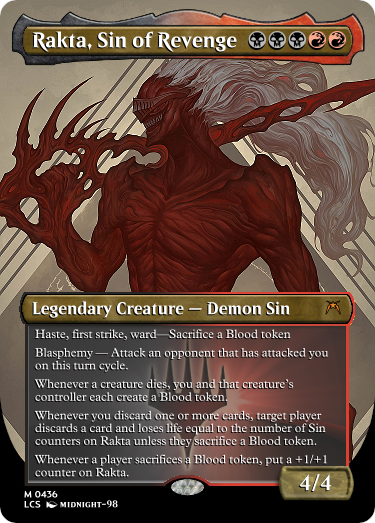 Rakta, Sin of Revenge
Legendary Creature — Demon Sin
Haste, first strike, ward—Sacrifice a Blood token
Blasphemy — Attack an opponent that has attacked you
on this turn cycle.
Whenever a creature dies, you and that creature's
controller each create a Blood token.
Whenever you discard one or more cards, target player
discards a card and loses life equal to the number of Sin
counters on Rakta unless they sacrifice a Blood token.
Whenever a player sacrifices a Blood token, put a +1/+1
counter on Rakta.
4/4
M 0436
LCS MIDNIGHT-98